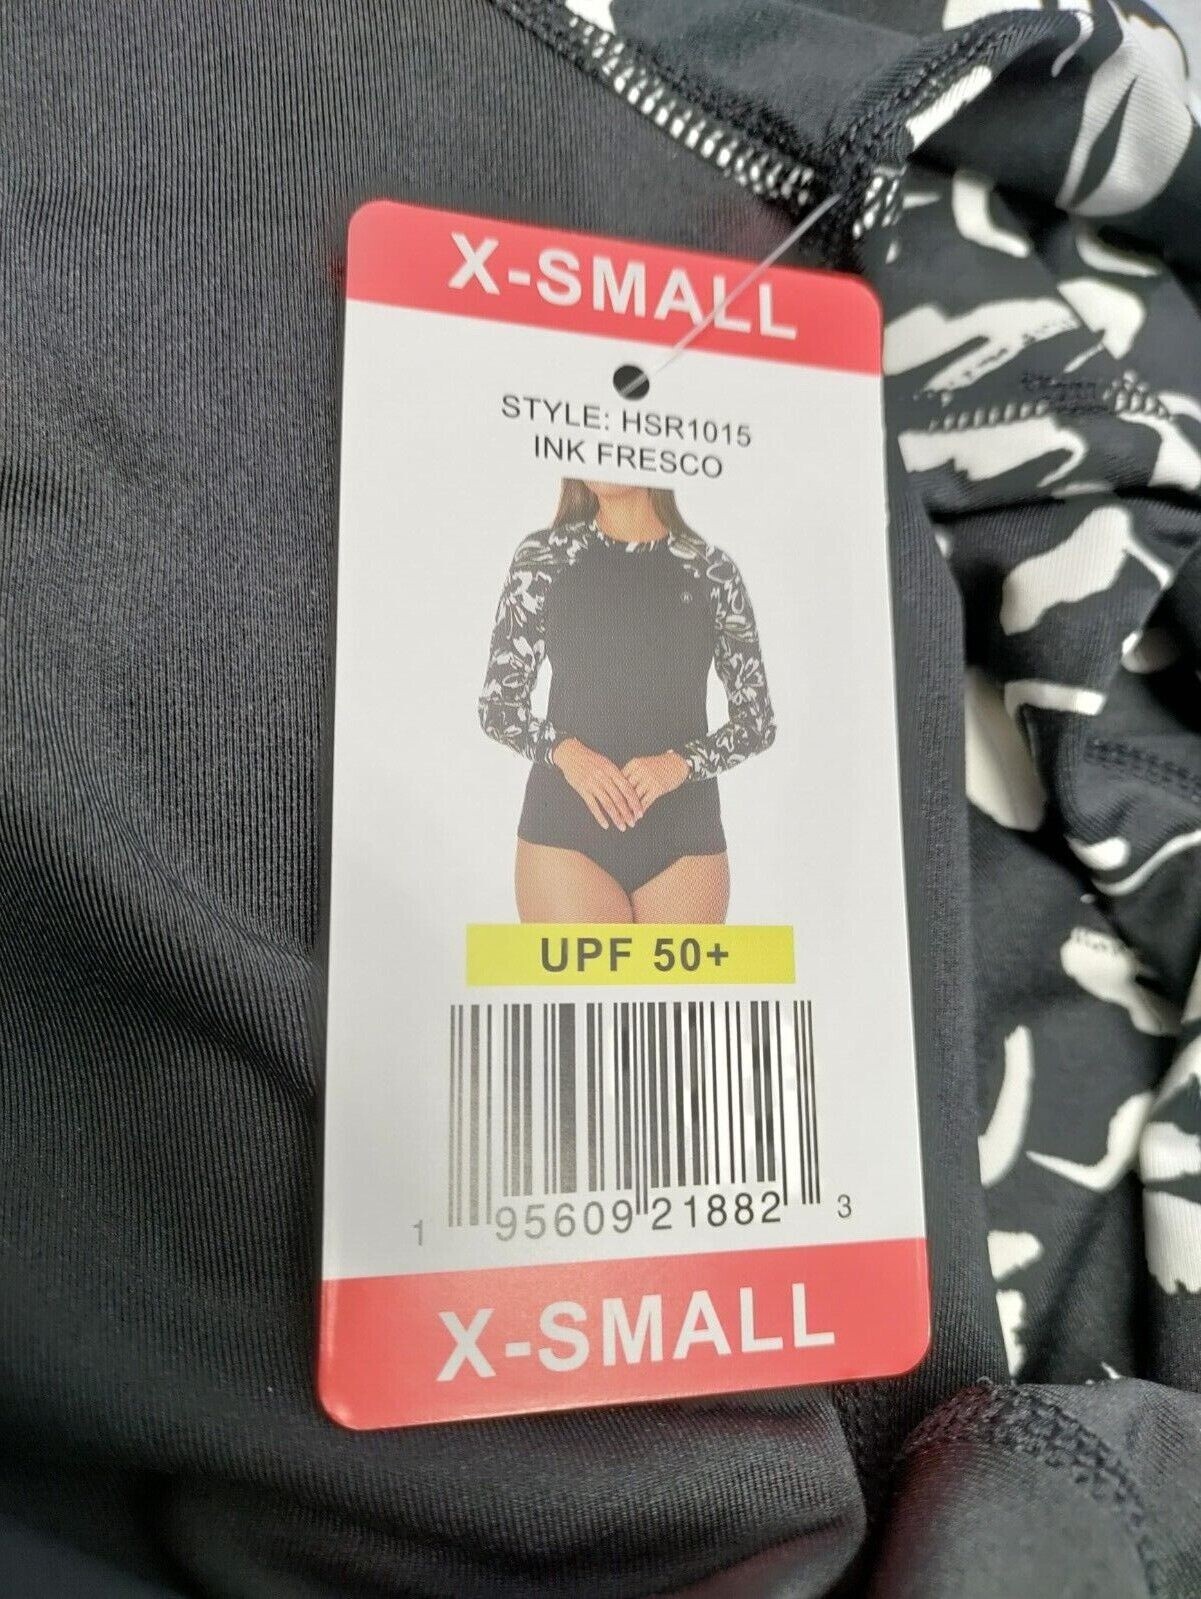 X-SMALL
STYLE: HSR1015
INK FRESCO
UPF 50+
1 95609 21882 3
X-SMALL